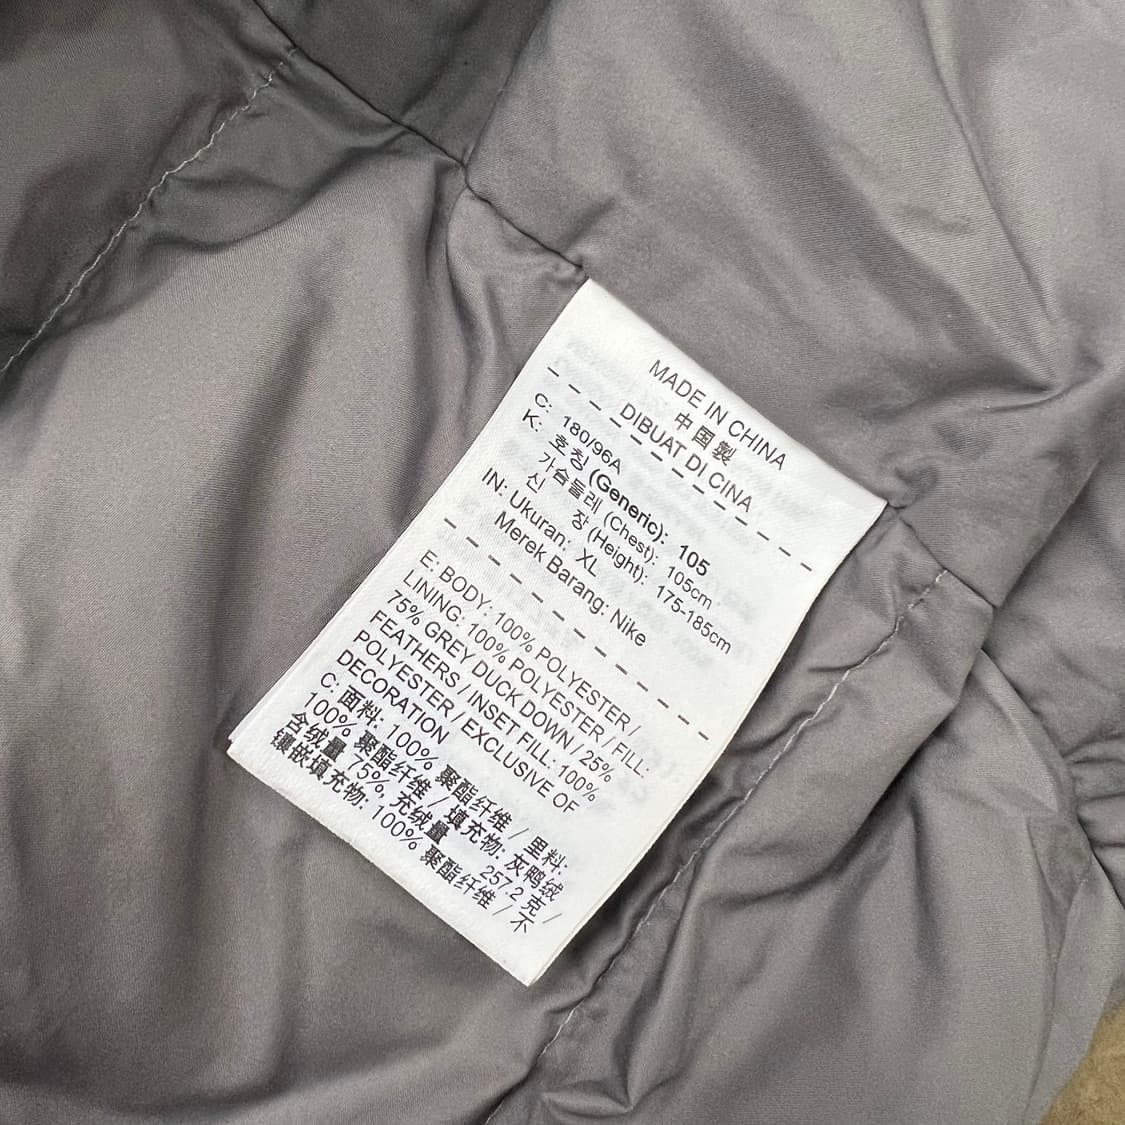 MADE IN CHINA
中国製
DIBUAT DI CINA
C: 180/96A
K: 호칭 (Generic): 105
가슴둘레 (Chest): 105cm
신 장 (Height): 175-185cm
IN: Ukuran: XL
Merek Barang: Nike
E: BODY: 100% POLYESTER /
LINING: 100% POLYESTER / FILL:
75% GREY DUCK DOWN / 25%
FEATHERS / INSET FILL: 100%
POLYESTER / EXCLUSIVE OF
DECORATION
C: 面料: 100% 聚酯纤维 / 里料:
100% 聚酯纤维 / 填充物: 灰鸭绒
含绒量 75%, 充绒量 257.2 克 /
镶嵌填充物: 100% 聚酯纤维 / 不